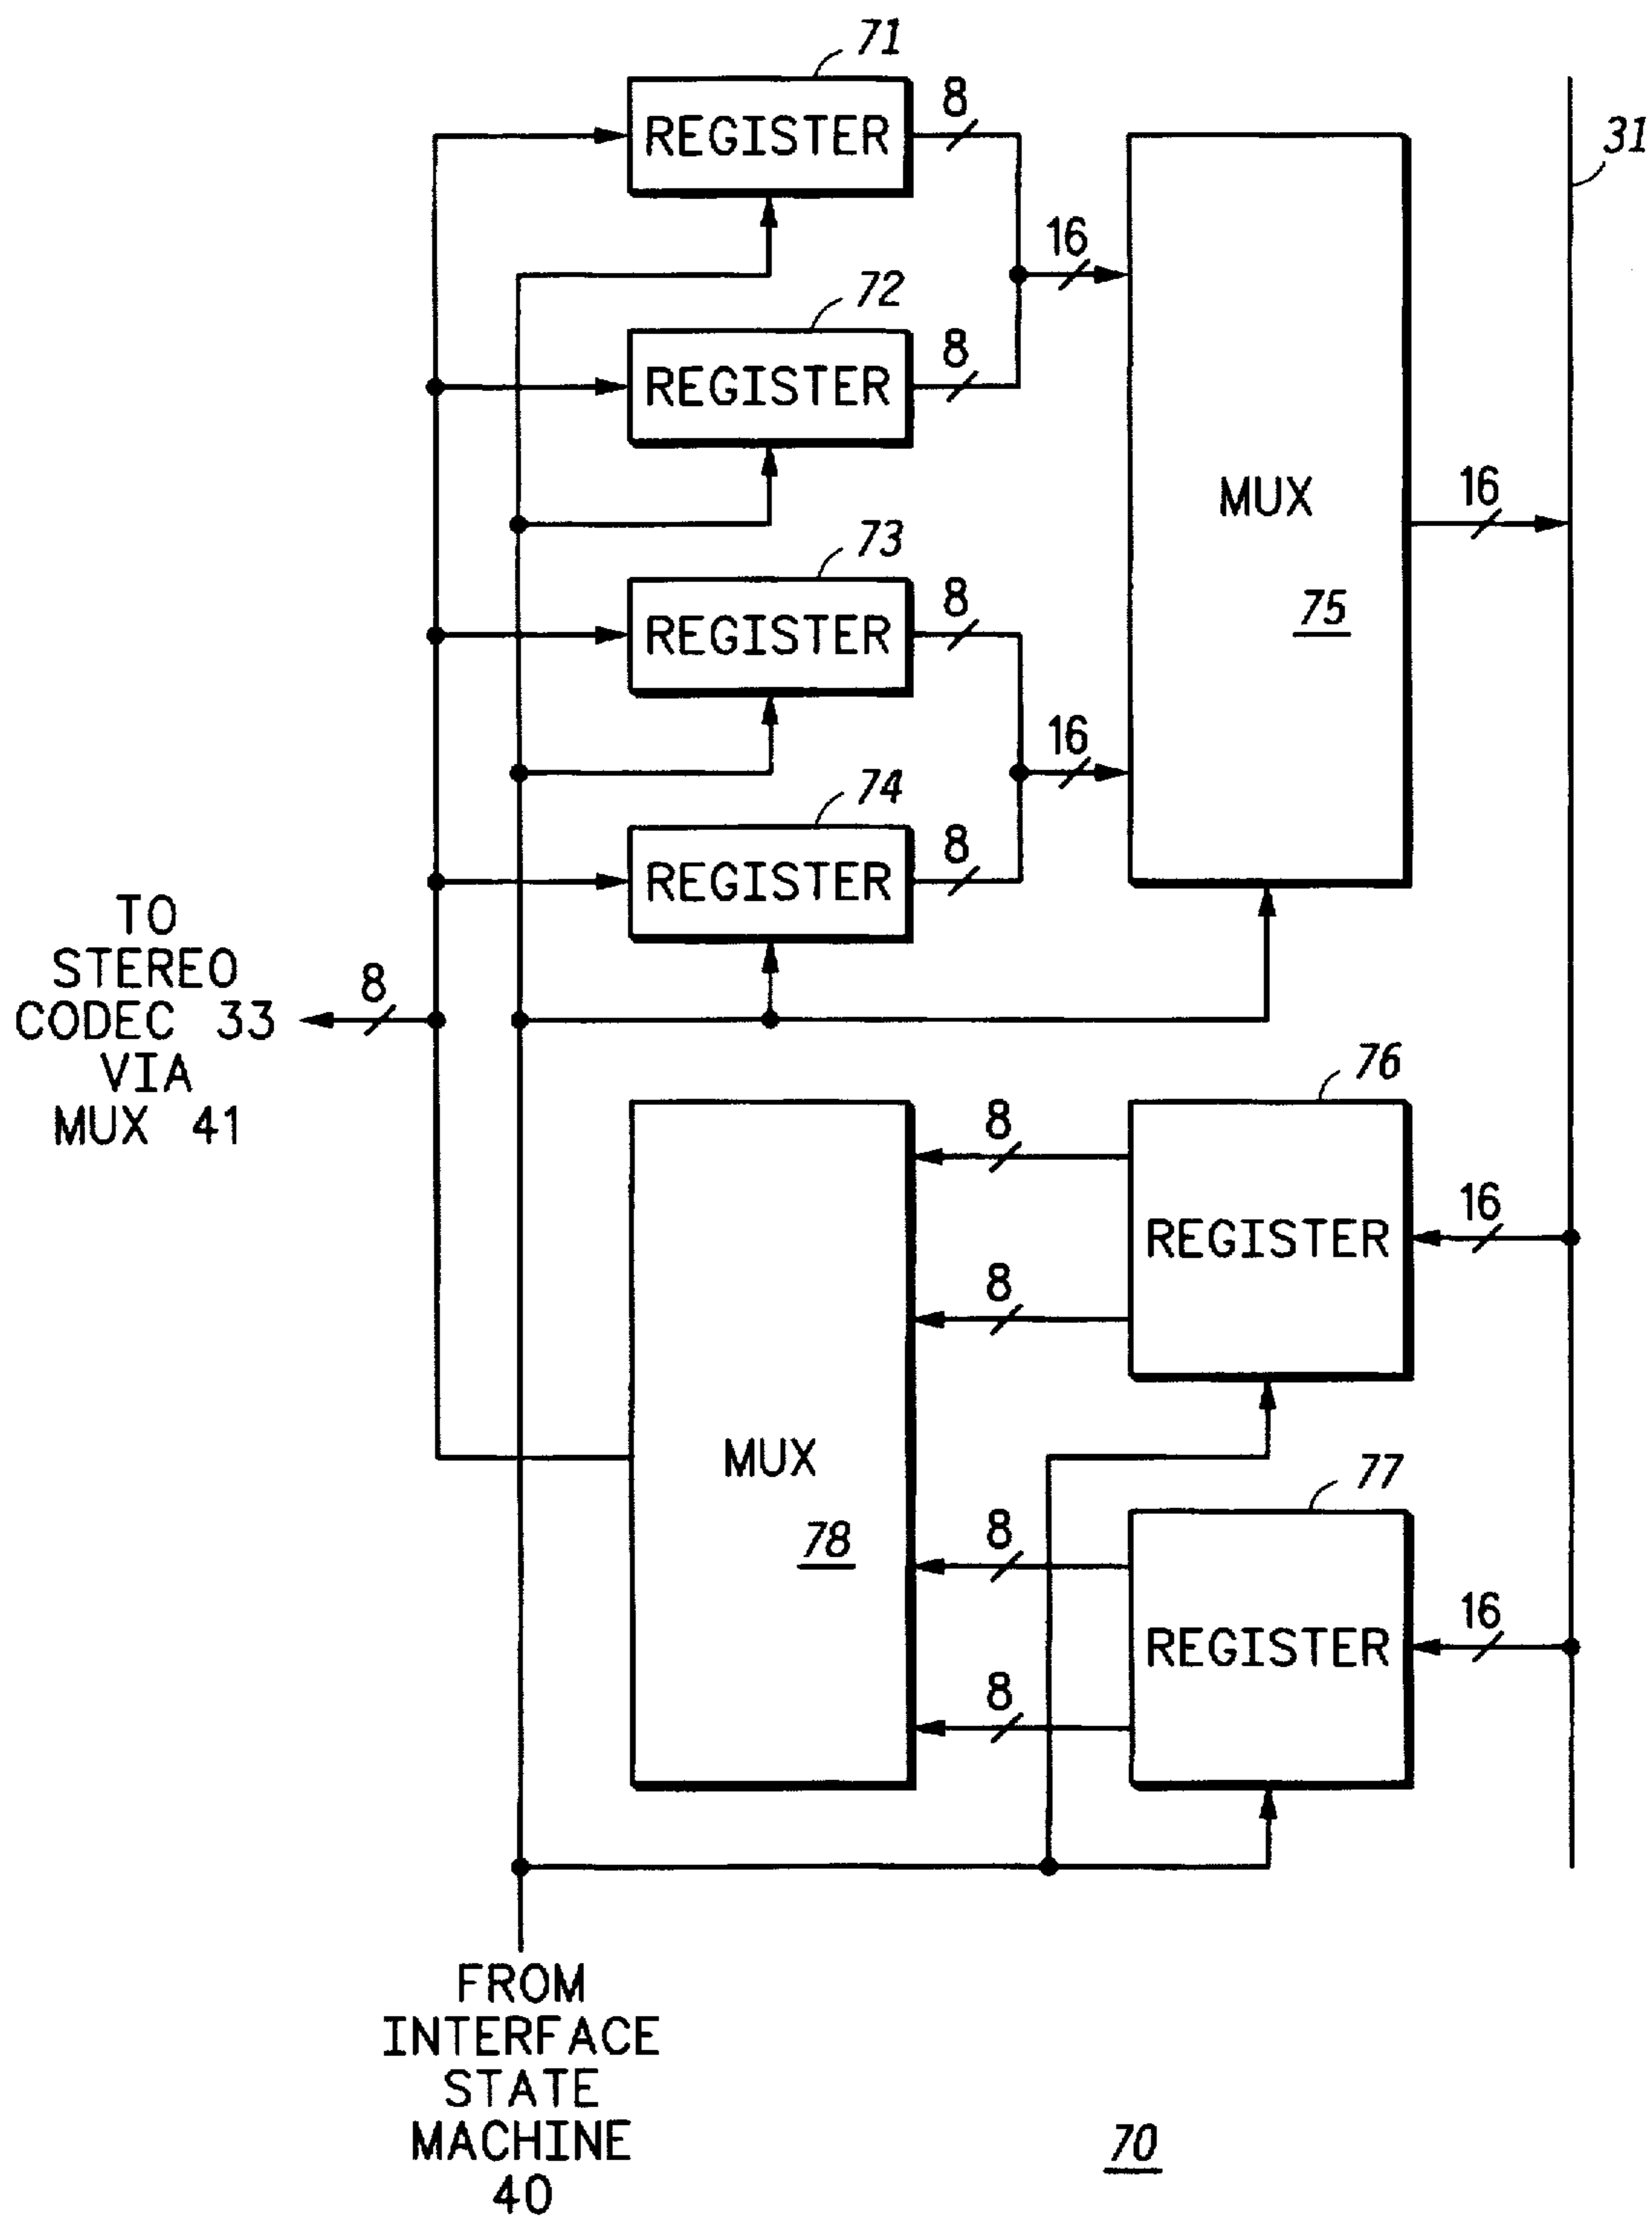 71
REGISTER
8
31
16
72
REGISTER
8
MUX
75
16
73
REGISTER
8
16
74
REGISTER
8
TO
STEREO
CODEC 33
VIA
MUX 41
8
76
8
REGISTER
16
8
MUX
78
77
8
REGISTER
16
8
FROM
INTERFACE
STATE
MACHINE
40
70